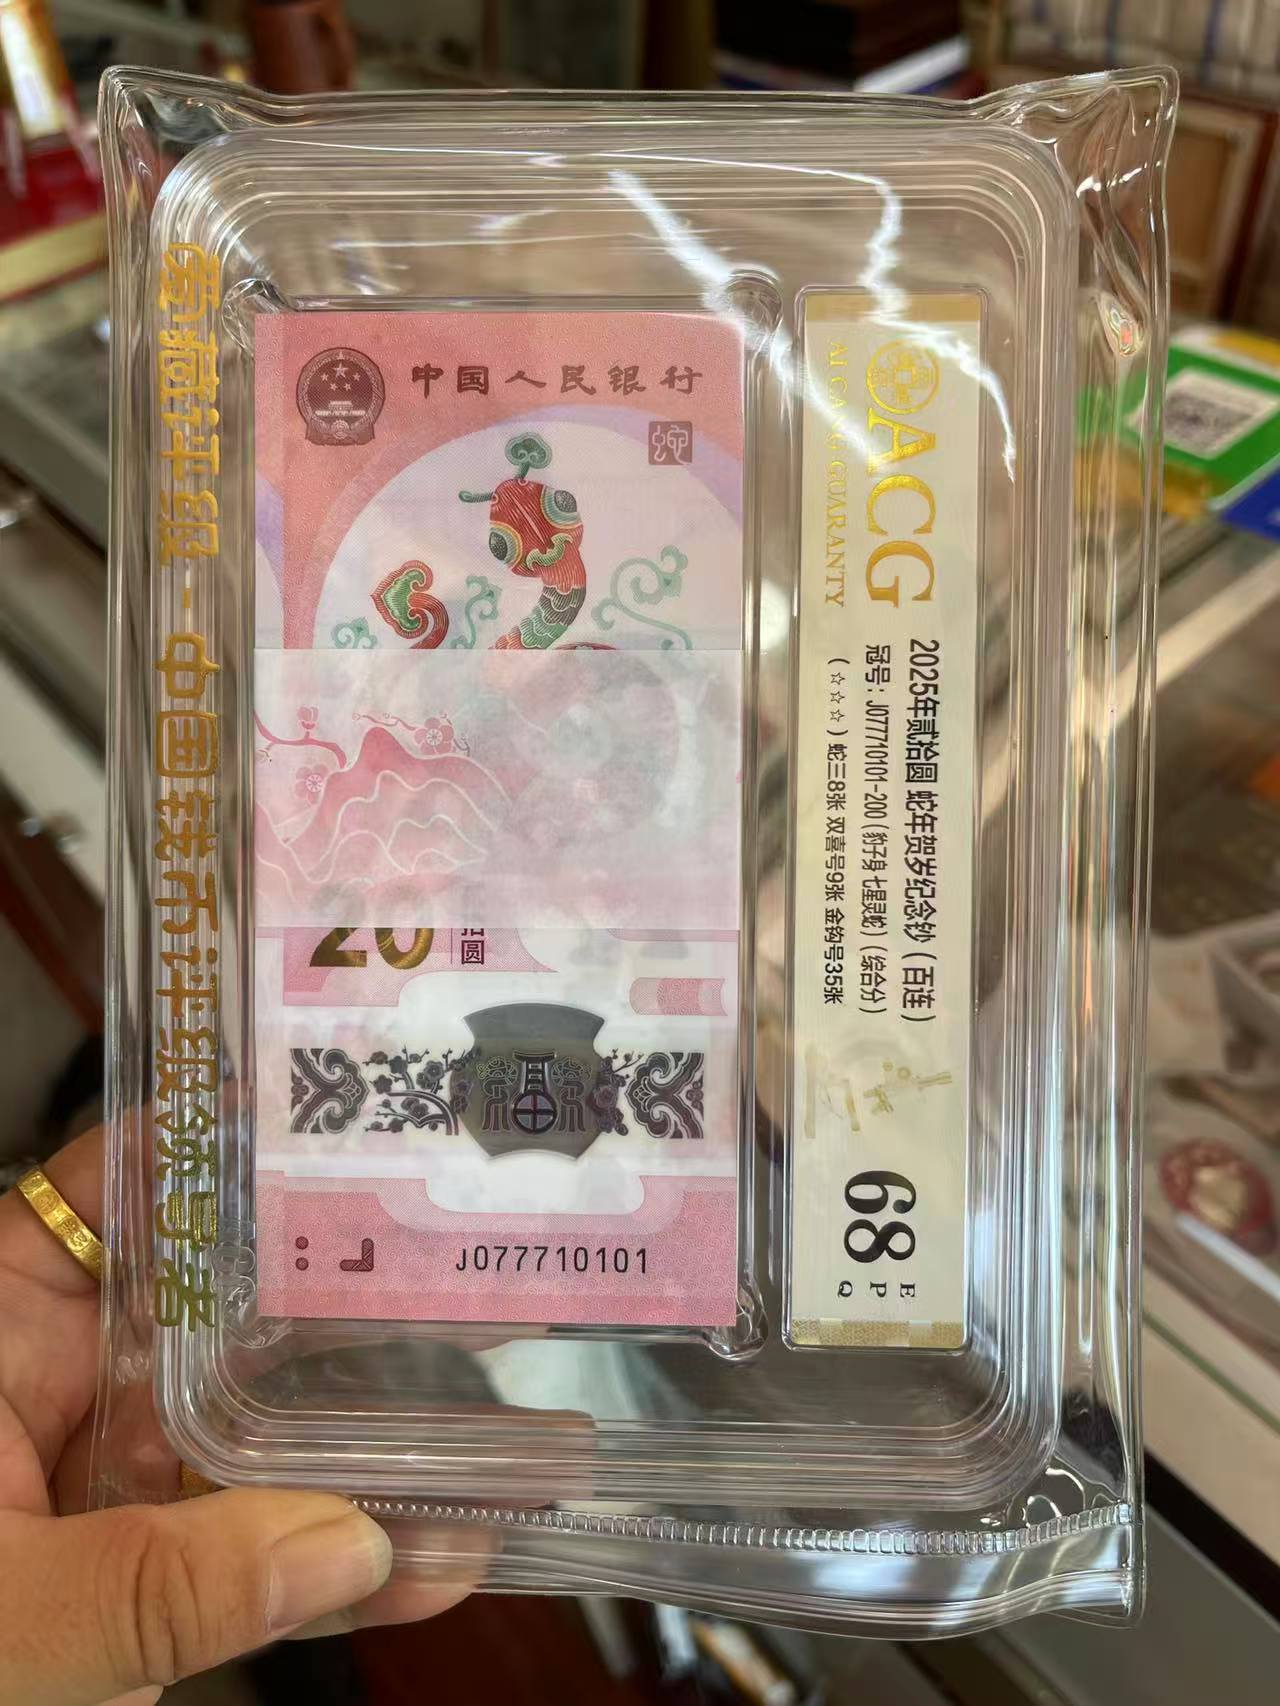 爱藏评级-中国钱币评级领导者
中国人民银行
蛇
20
圆
J077710101
ACG
AI CANG GUARANTY
2025年贰拾圆 蛇年贺岁纪念钞（百连）
冠号：J077710101-200（豹子身 七星灵蛇）（综合分）
（☆☆☆）蛇三8张 双喜号9张 金钩号35张
68
E
P
Q